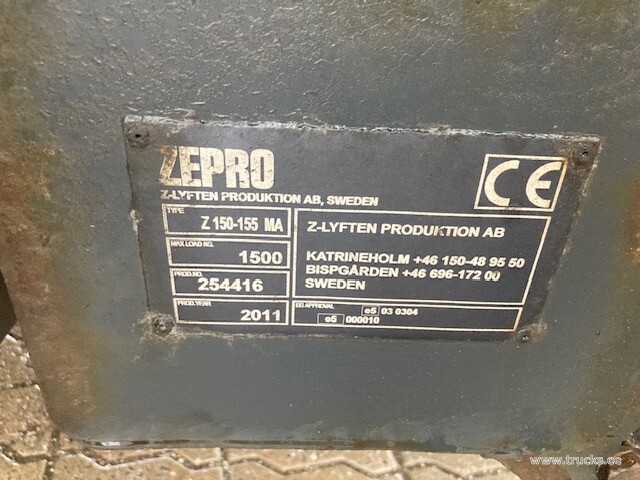 ZEPRO
Z-LYFTEN PRODUKTION AB, SWEDEN
CE
TYPE
Z 150-155 MA
MAX LOAD KG.
1500
PROD.NO.
254416
PROD.YEAR
2011
Z-LYFTEN PRODUKTION AB
KATRINEHOLM +46 150-48 95 50
BISPGÅRDEN +46 696-172 00
SWEDEN
EG APPROVAL
e5 03 0304
e5 000010
www.trucks.es